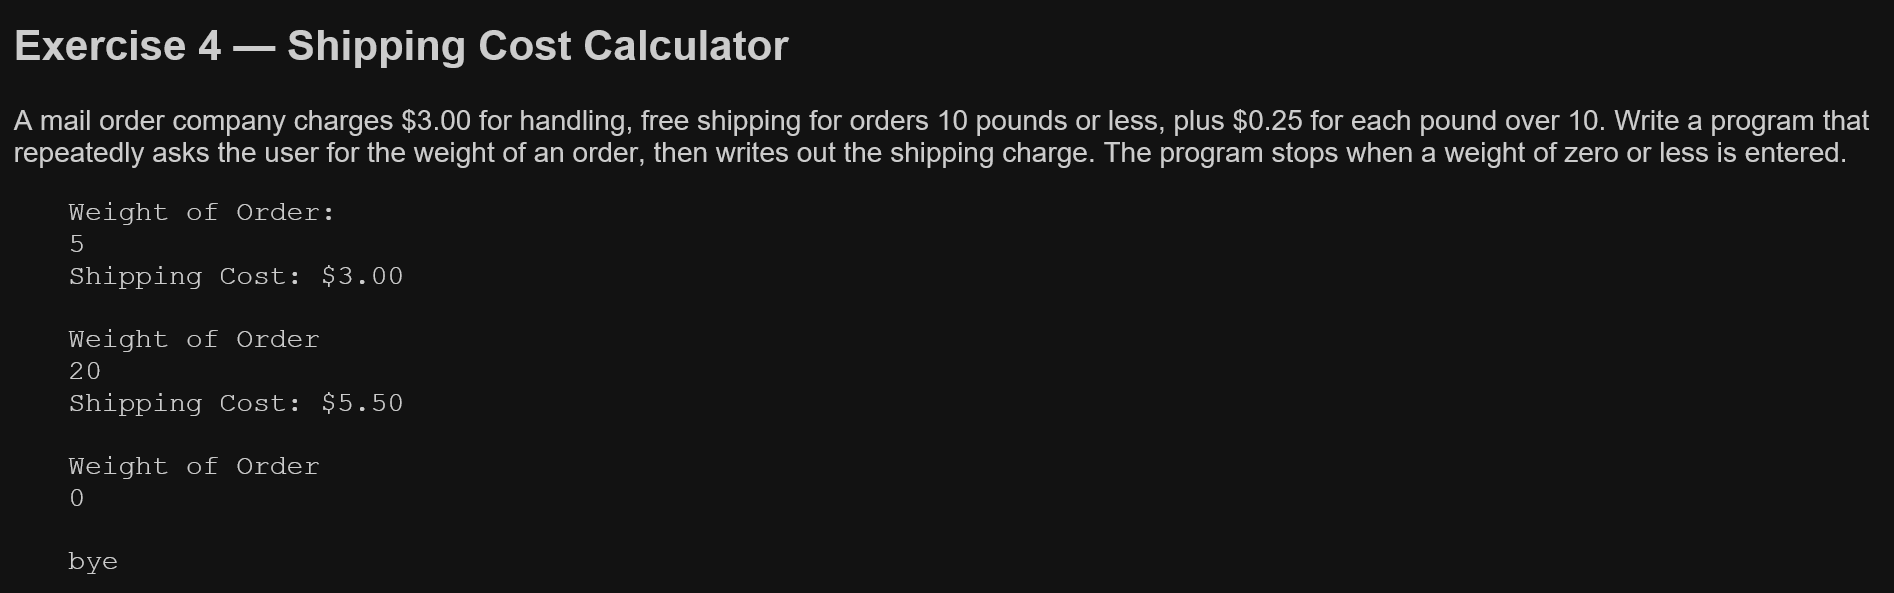 Exercise 4 — Shipping Cost Calculator
A mail order company charges $3.00 for handling, free shipping for orders 10 pounds or less, plus $0.25 for each pound over 10. Write a program that
repeatedly asks the user for the weight of an order, then writes out the shipping charge. The program stops when a weight of zero or less is entered.
Weight of Order:
5
Shipping Cost: $3.00
Weight of Order
20
Shipping Cost: $5.50
Weight of Order
0
bye